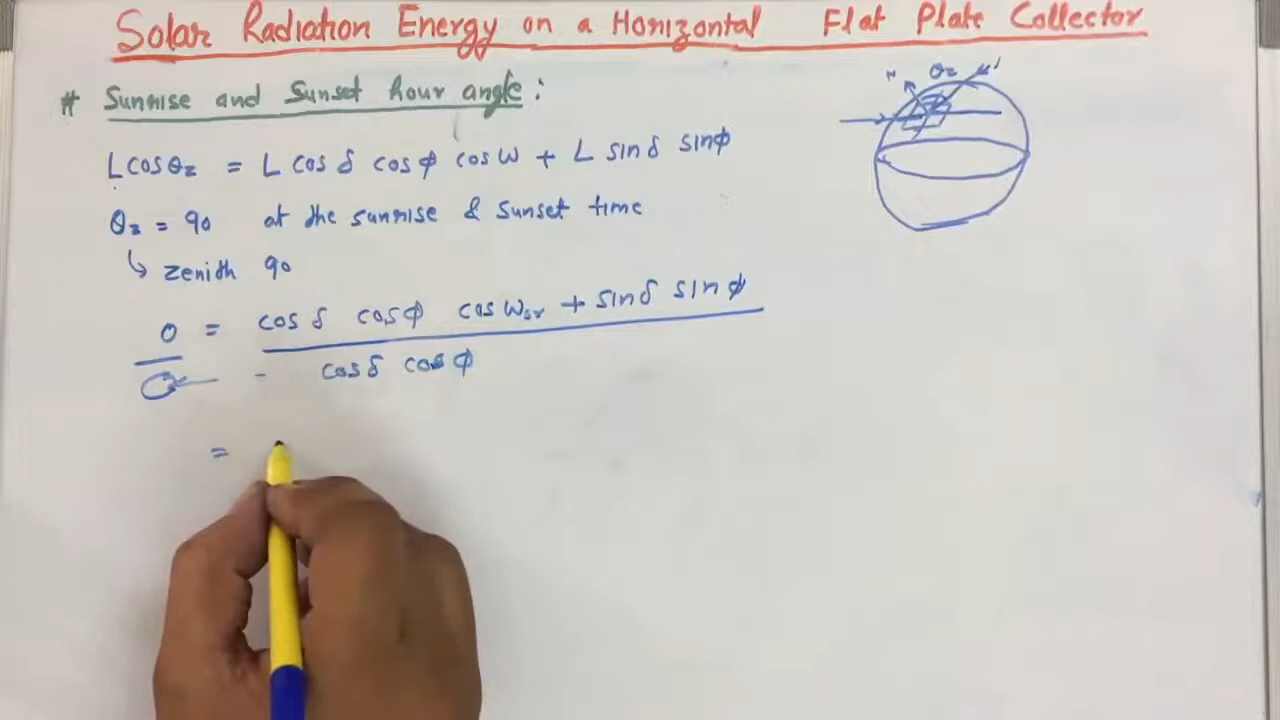 Solar Radiation Energy on a Horizontal Flat Plate Collector
# Sunrise and Sunset hour angle :
L cos θz = L cos δ cos φ cos ω + L sin δ sin φ
θz = 90 at the sunrise & sunset time
↳ zenith 90
0 = cos δ cos φ cos ωsr + sin δ sin φ
cos δ cos φ
=
N θz